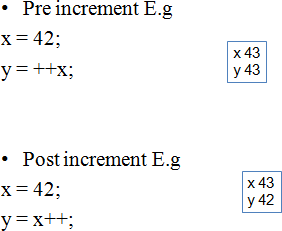 • Pre increment E.g
x = 42;
y = ++x;
x 43
y 43
• Post increment E.g
x = 42;
y = x++;
x 43
y 42